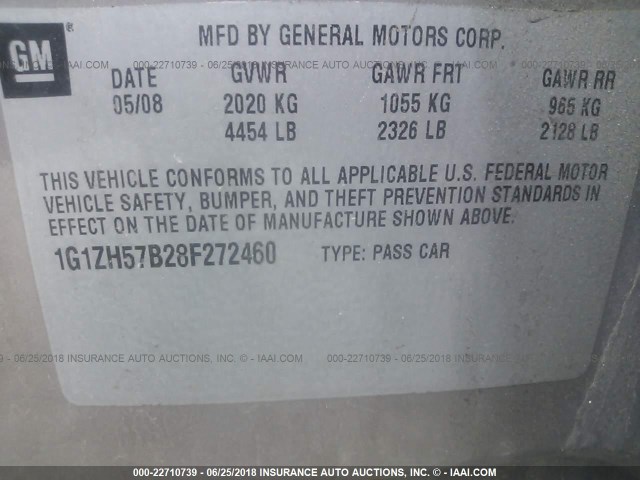 GM
MFD BY GENERAL MOTORS CORP.
DATE GVWR GAWR FRT GAWR RR
05/08 2020 KG 1055 KG 965 KG
4454 LB 2326 LB 2128 LB
THIS VEHICLE CONFORMS TO ALL APPLICABLE U.S. FEDERAL MOTOR
VEHICLE SAFETY, BUMPER, AND THEFT PREVENTION STANDARDS IN
EFFECT ON THE DATE OF MANUFACTURE SHOWN ABOVE.
1G1ZH57B28F272460 TYPE: PASS CAR
000-22710739 - 06/25/2018 INSURANCE AUTO AUCTIONS, INC. © - IAAI.COM